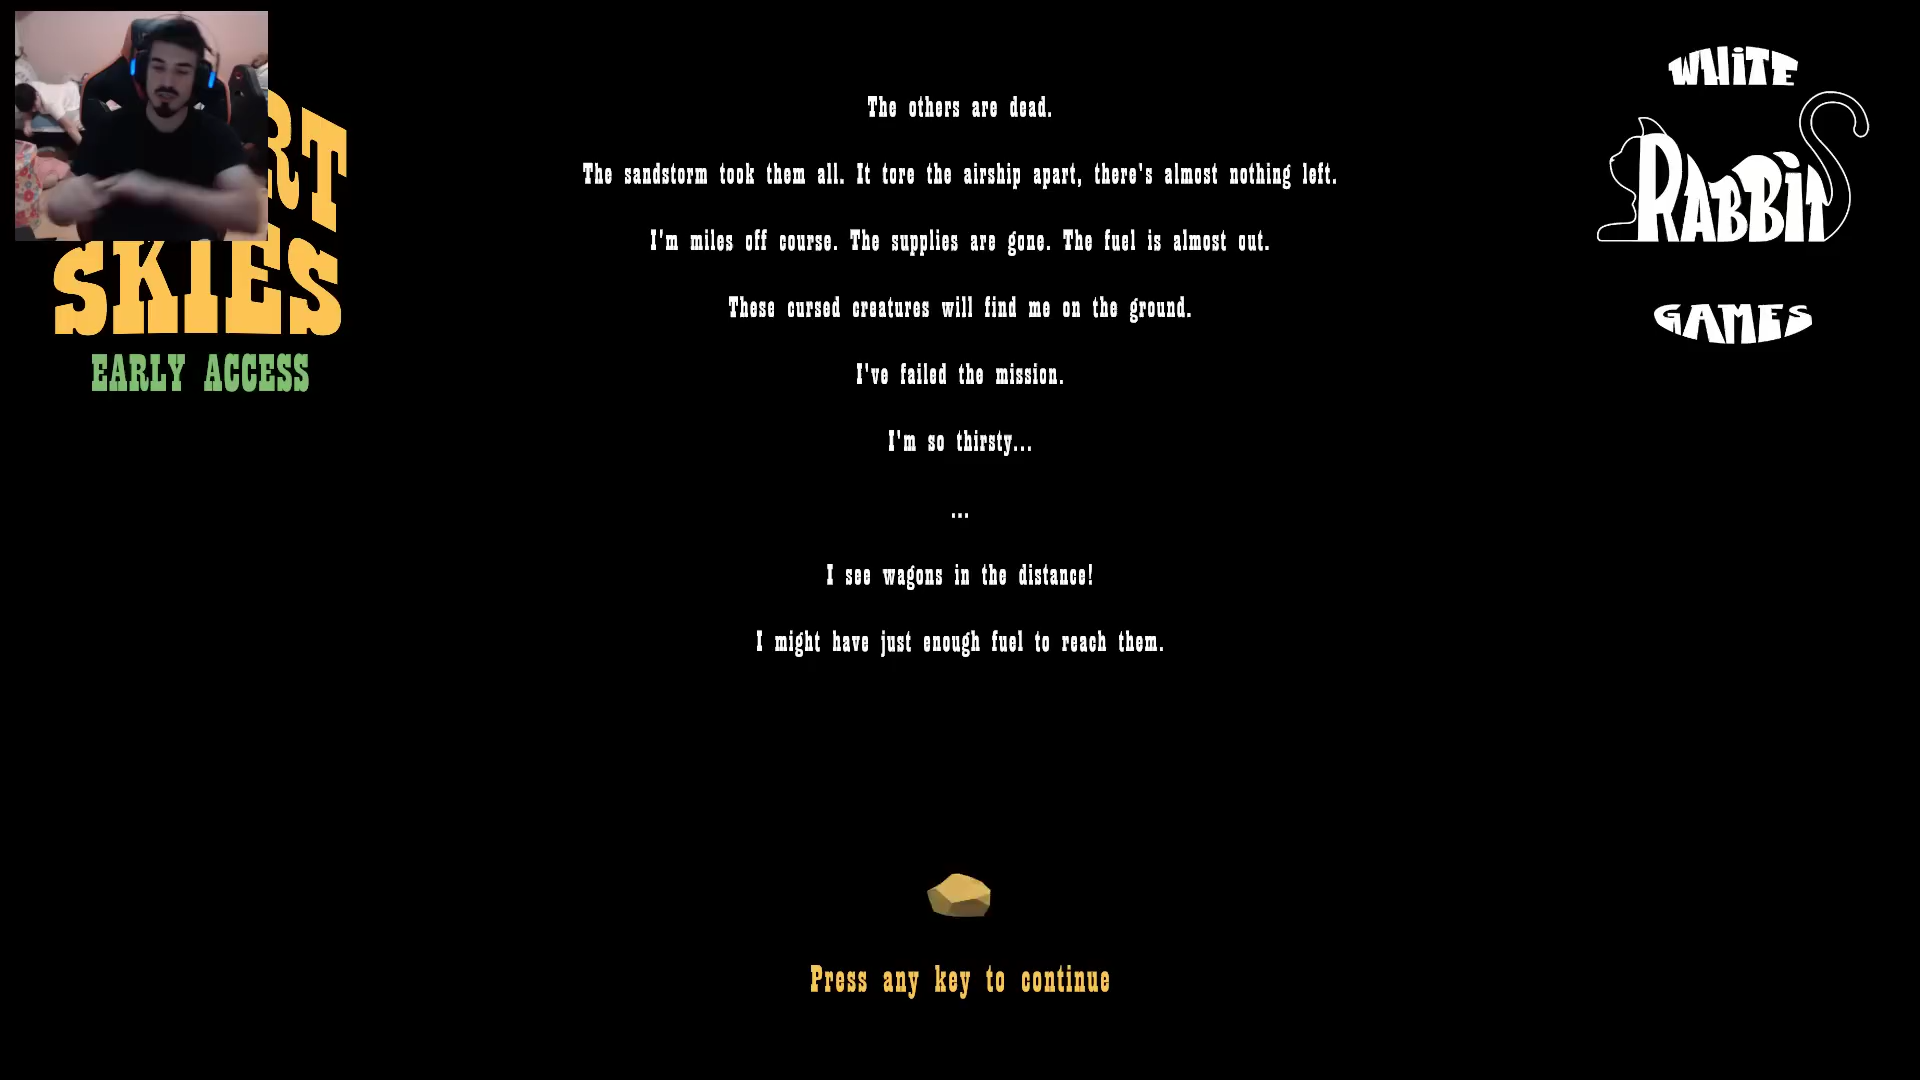 RT
SKIES
EARLY ACCESS
The others are dead.
The sandstorm took them all. It tore the airship apart, there's almost nothing left.
I'm miles off course. The supplies are gone. The fuel is almost out.
These cursed creatures will find me on the ground.
I've failed the mission.
I'm so thirsty...
...
I see wagons in the distance!
I might have just enough fuel to reach them.
Press any key to continue
WHITE
RABBIT
GAMES